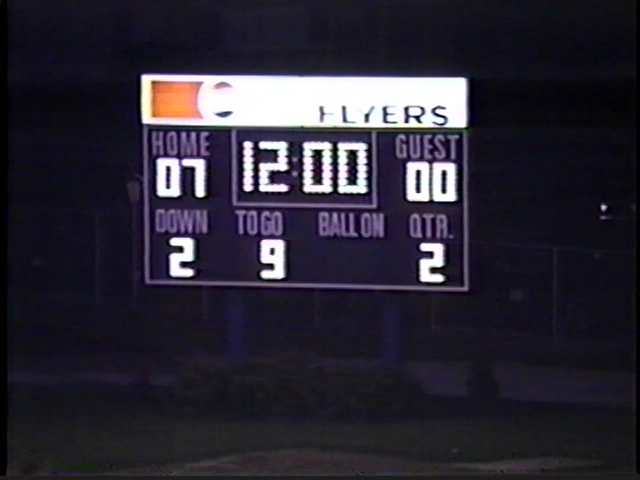 FLYERS
HOME 12:00 GUEST
07 00
DOWN TO GO BALL ON QTR.
2 9 2